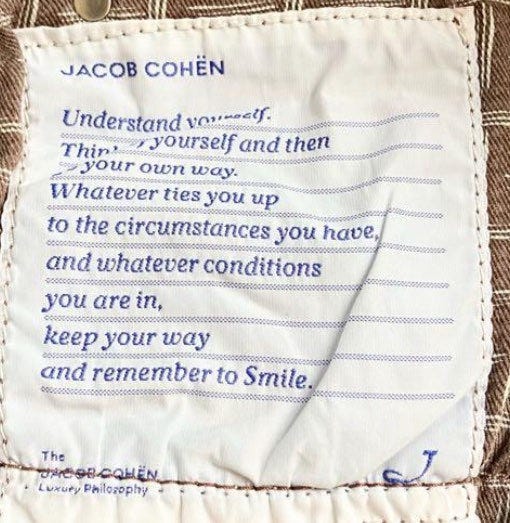 JACOB COHËN
Understand yourself.
yourself and then
your own way.
Whatever ties you up
to the circumstances you have,
and whatever conditions
you are in,
keep your way
and remember to Smile.
The
JACOB COHËN
Luxury Philosophy
J